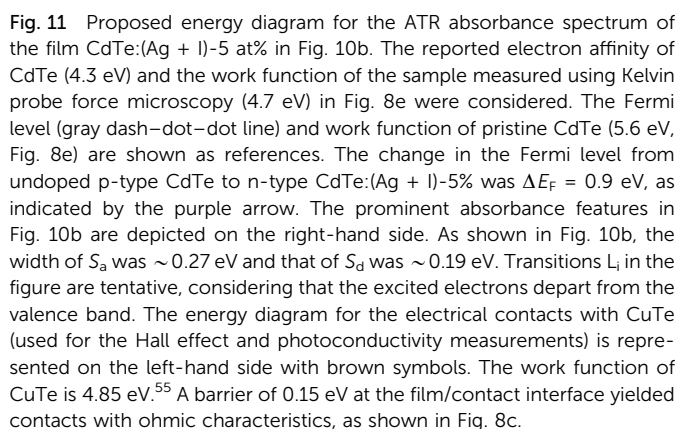 Fig. 11 Proposed energy diagram for the ATR absorbance spectrum of
the film CdTe:(Ag + I)-5 at% in Fig. 10b. The reported electron affinity of
CdTe (4.3 eV) and the work function of the sample measured using Kelvin
probe force microscopy (4.7 eV) in Fig. 8e were considered. The Fermi
level (gray dash–dot–dot line) and work function of pristine CdTe (5.6 eV,
Fig. 8e) are shown as references. The change in the Fermi level from
undoped p-type CdTe to n-type CdTe:(Ag + I)-5% was ΔEF = 0.9 eV, as
indicated by the purple arrow. The prominent absorbance features in
Fig. 10b are depicted on the right-hand side. As shown in Fig. 10b, the
width of Sa was ∼0.27 eV and that of Sd was ∼0.19 eV. Transitions Li in the
figure are tentative, considering that the excited electrons depart from the
valence band. The energy diagram for the electrical contacts with CuTe
(used for the Hall effect and photoconductivity measurements) is repre-
sented on the left-hand side with brown symbols. The work function of
CuTe is 4.85 eV.55 A barrier of 0.15 eV at the film/contact interface yielded
contacts with ohmic characteristics, as shown in Fig. 8c.